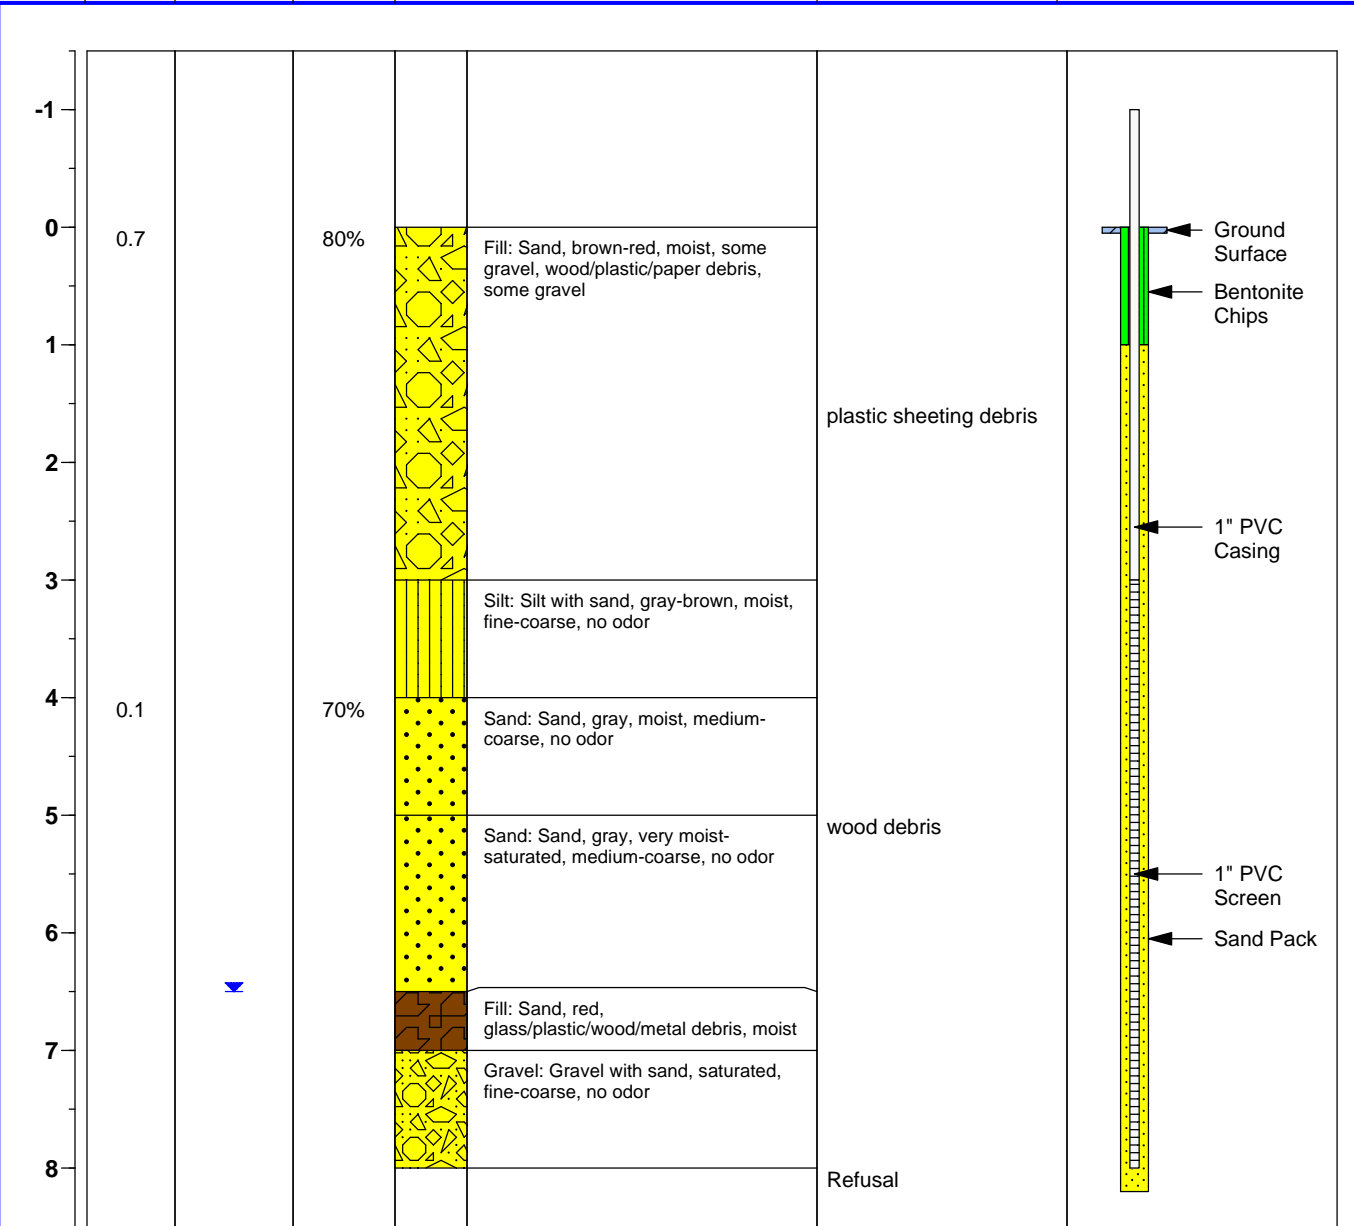 -1
0
0.7
80%
Fill: Sand, brown-red, moist, some
gravel, wood/plastic/paper debris,
some gravel
Ground
Surface
Bentonite
Chips
1
plastic sheeting debris
2
1" PVC
Casing
3
Silt: Silt with sand, gray-brown, moist,
fine-coarse, no odor
4
0.1
70%
Sand: Sand, gray, moist, medium-
coarse, no odor
5
Sand: Sand, gray, very moist-
saturated, medium-coarse, no odor
wood debris
1" PVC
Screen
6
Sand Pack
Fill: Sand, red,
glass/plastic/wood/metal debris, moist
7
Gravel: Gravel with sand, saturated,
fine-coarse, no odor
8
Refusal